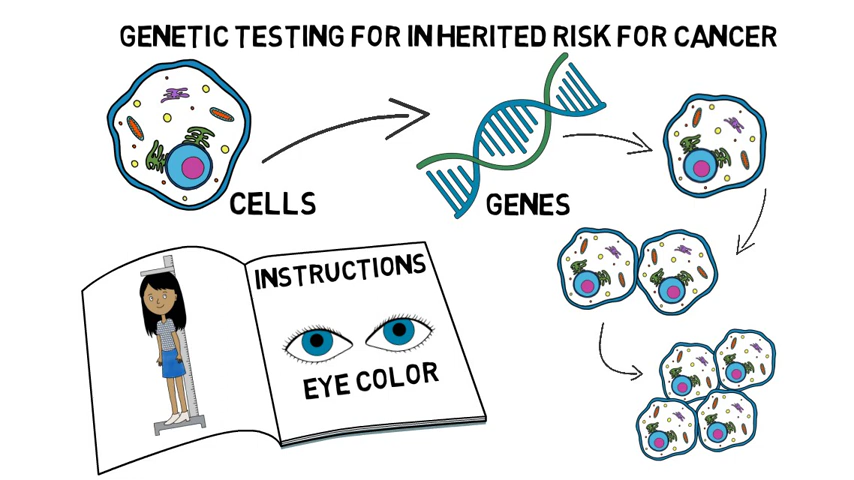 GENETIC TESTING FOR INHERITED RISK FOR CANCER
CELLS
GENES
INSTRUCTIONS
EYE COLOR